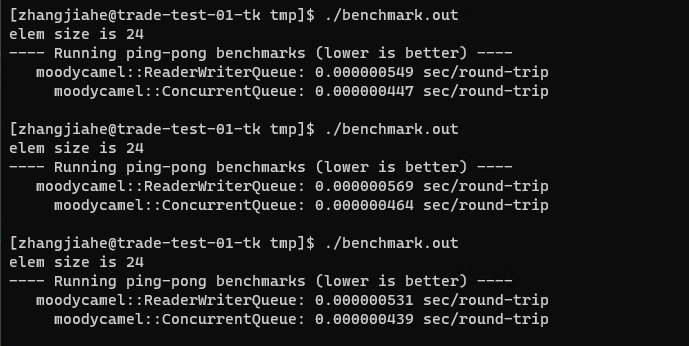 [zhangjiahe@trade-test-01-tk tmp]$ ./benchmark.out
elem size is 24
---- Running ping-pong benchmarks (lower is better) ----
moodycamel::ReaderWriterQueue: 0.000000549 sec/round-trip
moodycamel::ConcurrentQueue: 0.000000447 sec/round-trip
[zhangjiahe@trade-test-01-tk tmp]$ ./benchmark.out
elem size is 24
---- Running ping-pong benchmarks (lower is better) ----
moodycamel::ReaderWriterQueue: 0.000000569 sec/round-trip
moodycamel::ConcurrentQueue: 0.000000464 sec/round-trip
[zhangjiahe@trade-test-01-tk tmp]$ ./benchmark.out
elem size is 24
---- Running ping-pong benchmarks (lower is better) ----
moodycamel::ReaderWriterQueue: 0.000000531 sec/round-trip
moodycamel::ConcurrentQueue: 0.000000439 sec/round-trip